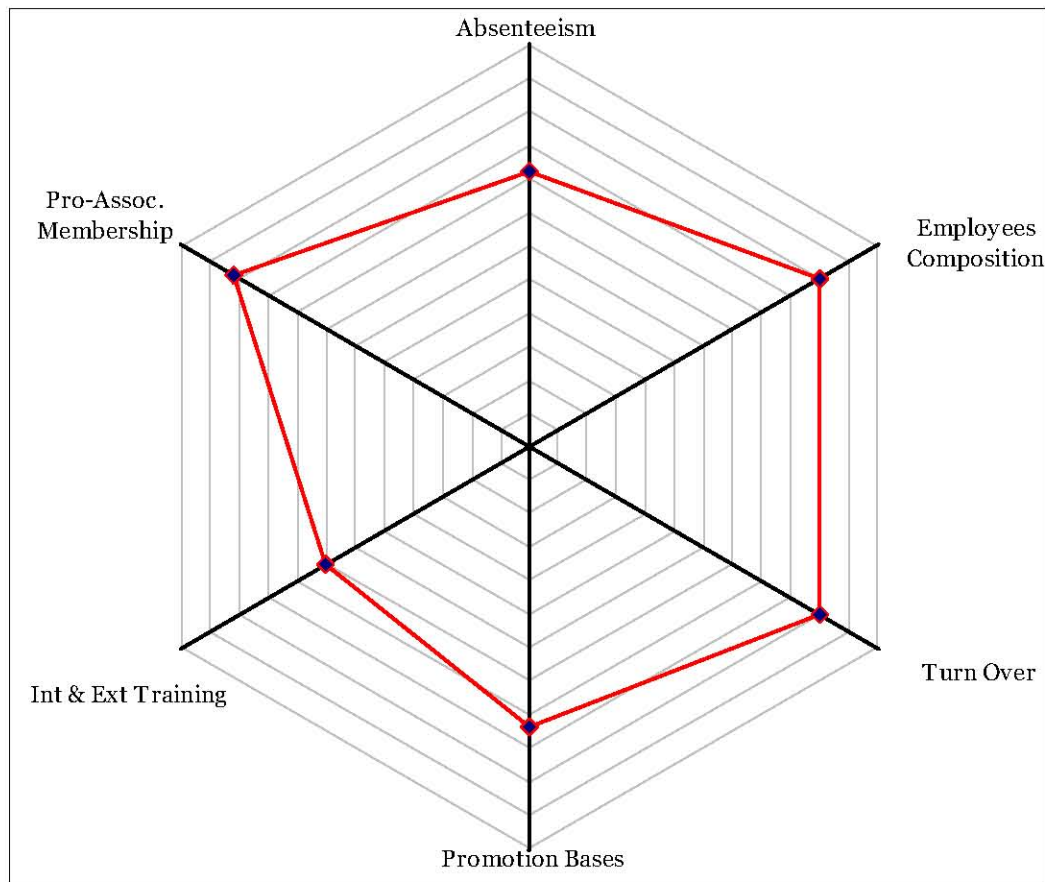 Absenteeism
Pro-Assoc.
Membership
Employees
Composition
Int & Ext Training
Turn Over
Promotion Bases